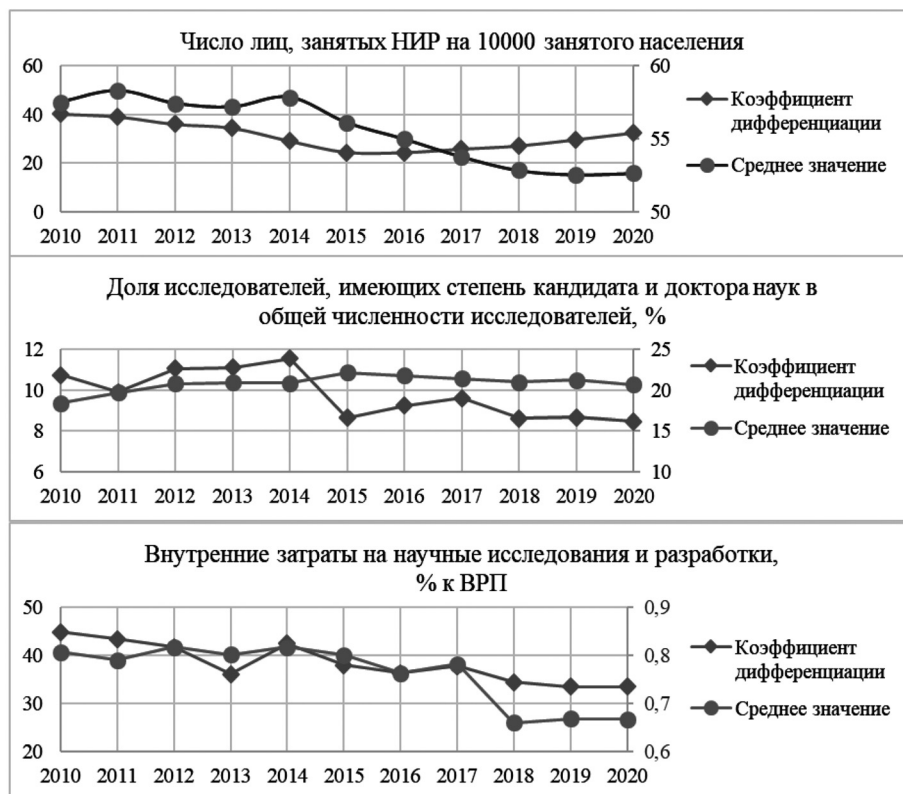 Число лиц, занятых НИР на 10000 занятого населения
60
40
20
0
60
55
50
Коэффициент
дифференциации
Среднее значение
2010 2011 2012 2013 2014 2015 2016 2017 2018 2019 2020
Доля исследователей, имеющих степень кандидата и доктора наук в
общей численности исследователей, %
12
10
8
6
25
20
15
10
Коэффициент
дифференциации
Среднее значение
2010 2011 2012 2013 2014 2015 2016 2017 2018 2019 2020
Внутренние затраты на научные исследования и разработки,
% к ВРП
50
40
30
20
0,9
0,8
0,7
0,6
Коэффициент
дифференциации
Среднее значение
2010 2011 2012 2013 2014 2015 2016 2017 2018 2019 2020